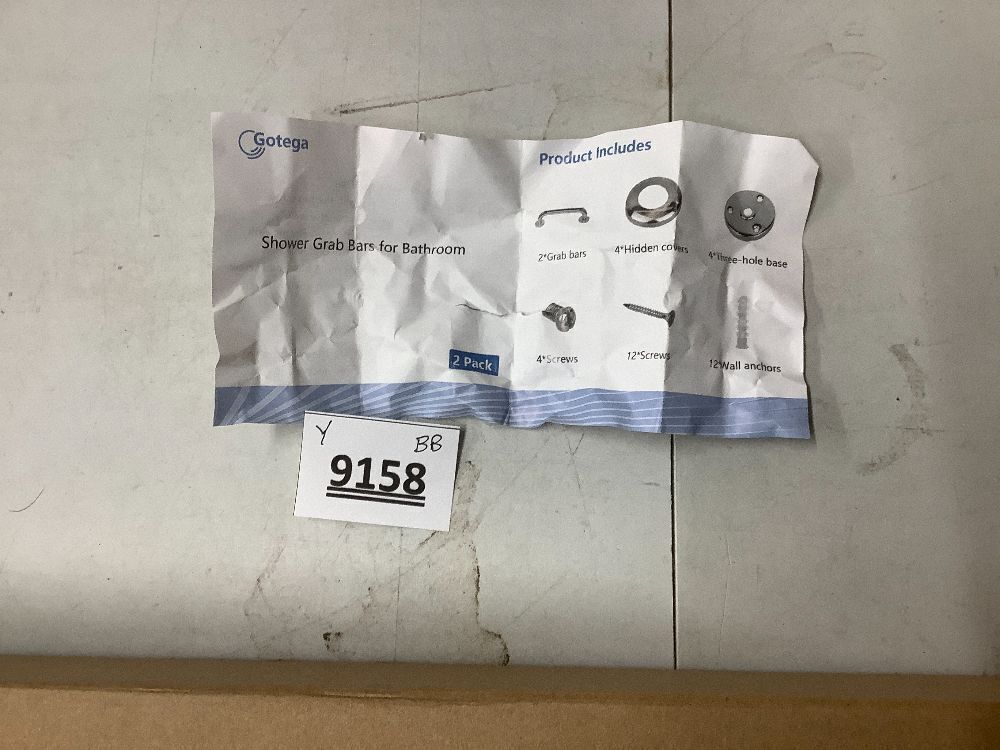 Gotega
Shower Grab Bars for Bathroom
2 Pack
Product Includes
2*Grab bars
4*Hidden covers
4*Three-hole base
4*Screws
12*Screws
12*Wall anchors
Y BB
9158